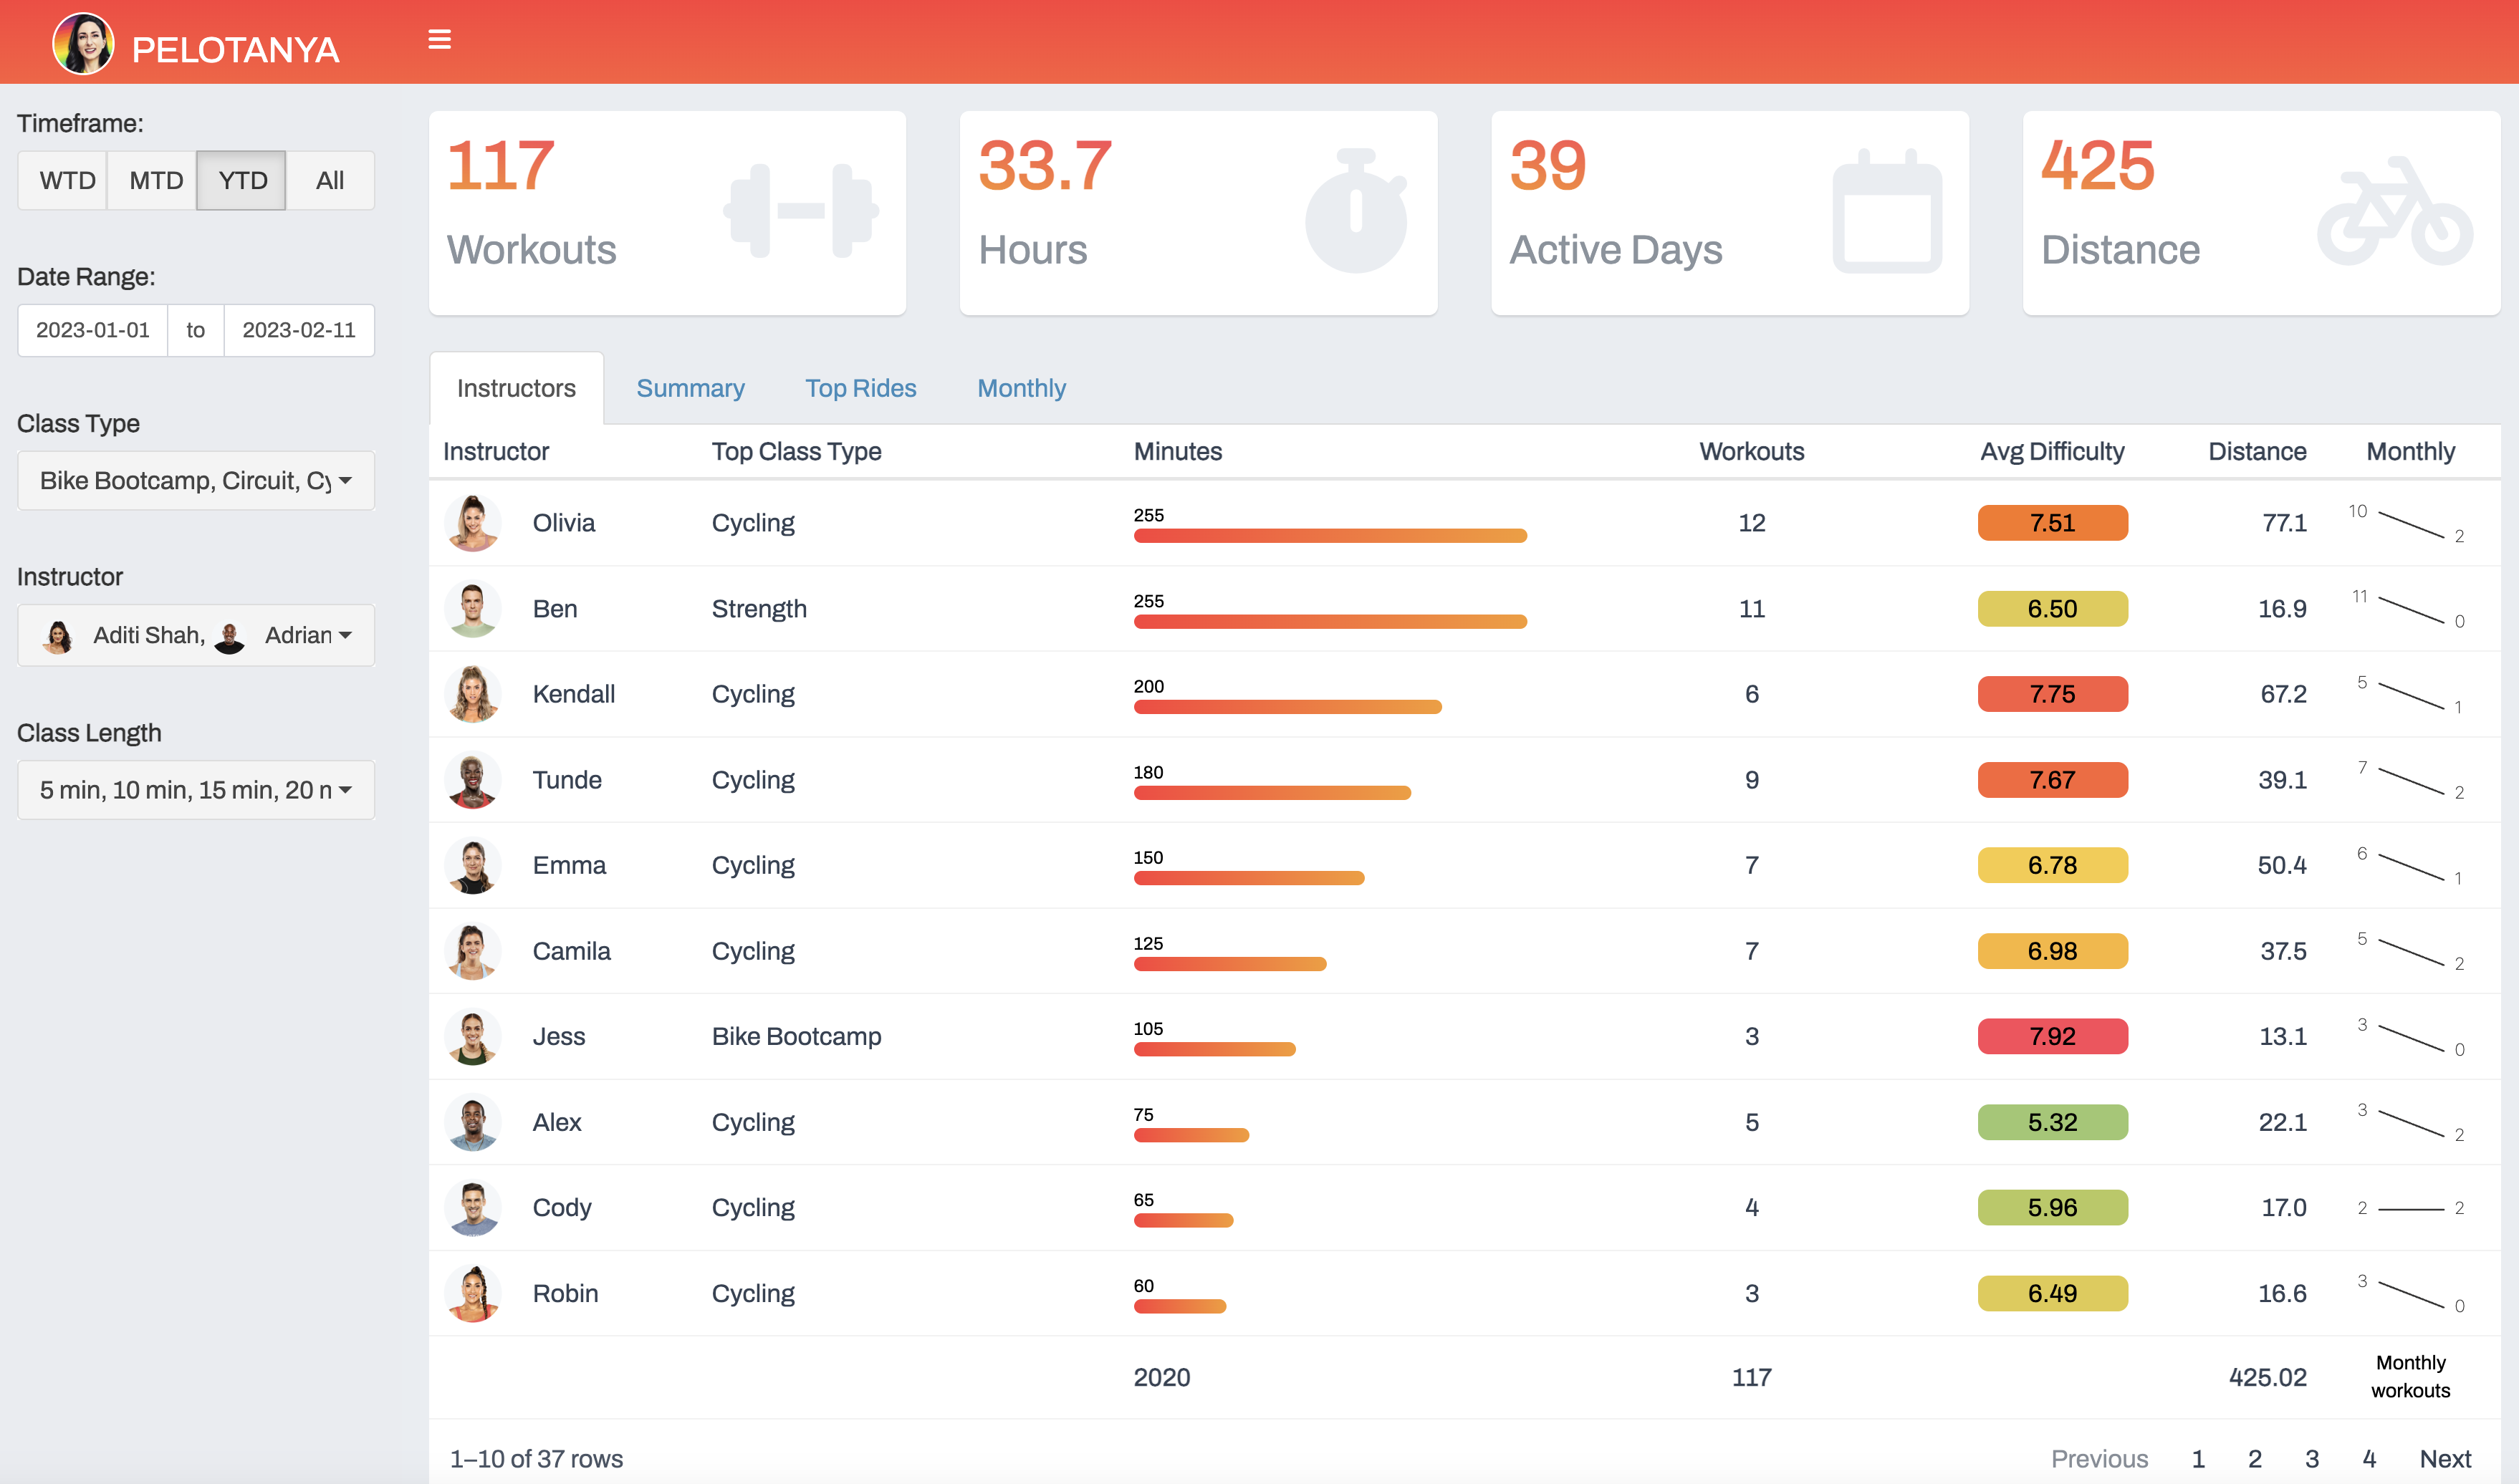 PELOTANYA
Timeframe:
WTD MTD YTD All
Date Range:
2023-01-01 to 2023-02-11
Class Type
Bike Bootcamp, Circuit, Cy
Instructor
Aditi Shah, Adrian
Class Length
5 min, 10 min, 15 min, 20 n
117
Workouts
33.7
Hours
39
Active Days
425
Distance
Instructors Summary Top Rides Monthly
Instructor Top Class Type Minutes Workouts Avg Difficulty Distance Monthly
Olivia Cycling 255 12 7.51 77.1 10 2
Ben Strength 255 11 6.50 16.9 11 0
Kendall Cycling 200 6 7.75 67.2 5 1
Tunde Cycling 180 9 7.67 39.1 7 2
Emma Cycling 150 7 6.78 50.4 6 1
Camila Cycling 125 7 6.98 37.5 5 2
Jess Bike Bootcamp 105 3 7.92 13.1 3 0
Alex Cycling 75 5 5.32 22.1 3 2
Cody Cycling 65 4 5.96 17.0 2 2
Robin Cycling 60 3 6.49 16.6 3 0
2020 117 425.02 Monthly
workouts
1–10 of 37 rows Previous 1 2 3 4 Next